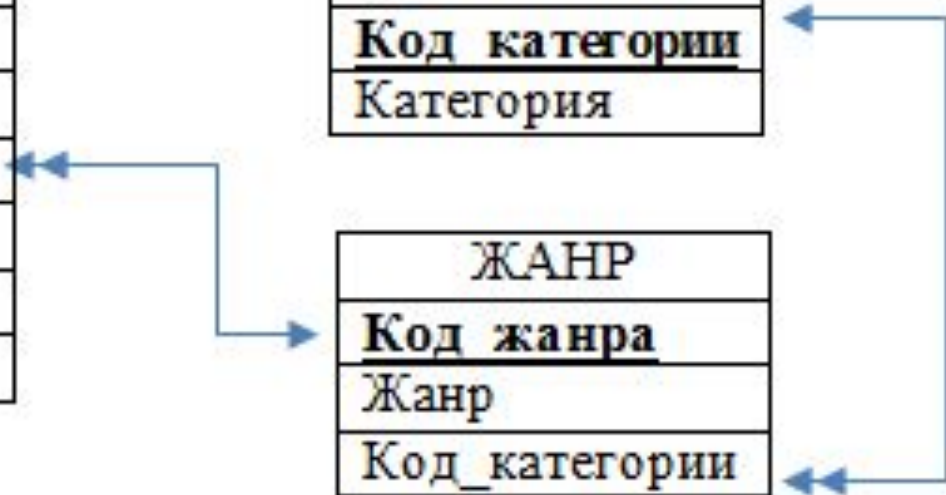 Код_категории
Категория
ЖАНР
Код_жанра
Жанр
Код_категории